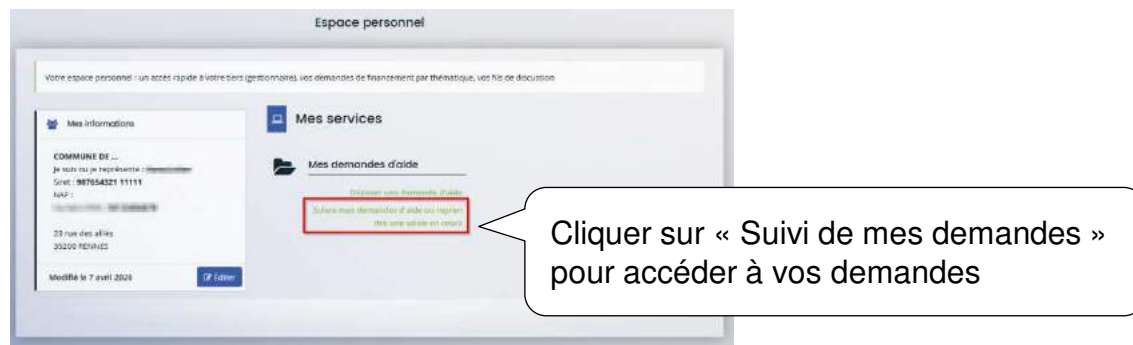 Espace personnel
Votre espace personnel : un accès rapide à votre tiers (gestionnaire), vos demandes de financement par thématique, vos fils de discussion
Mes informations
Mes services
COMMUNE DE ...
Je suis ou je représente :
Siret : 987654321 11111
NAF :
23 rue des alliés
35200 RENNES
Modifié le 7 avril 2020
Editer
Mes demandes d'aide
Déposer une demande d'aide
Suivre mes demandes d'aide ou repren
dre une saisie en cours
Cliquer sur « Suivi de mes demandes »
pour accéder à vos demandes